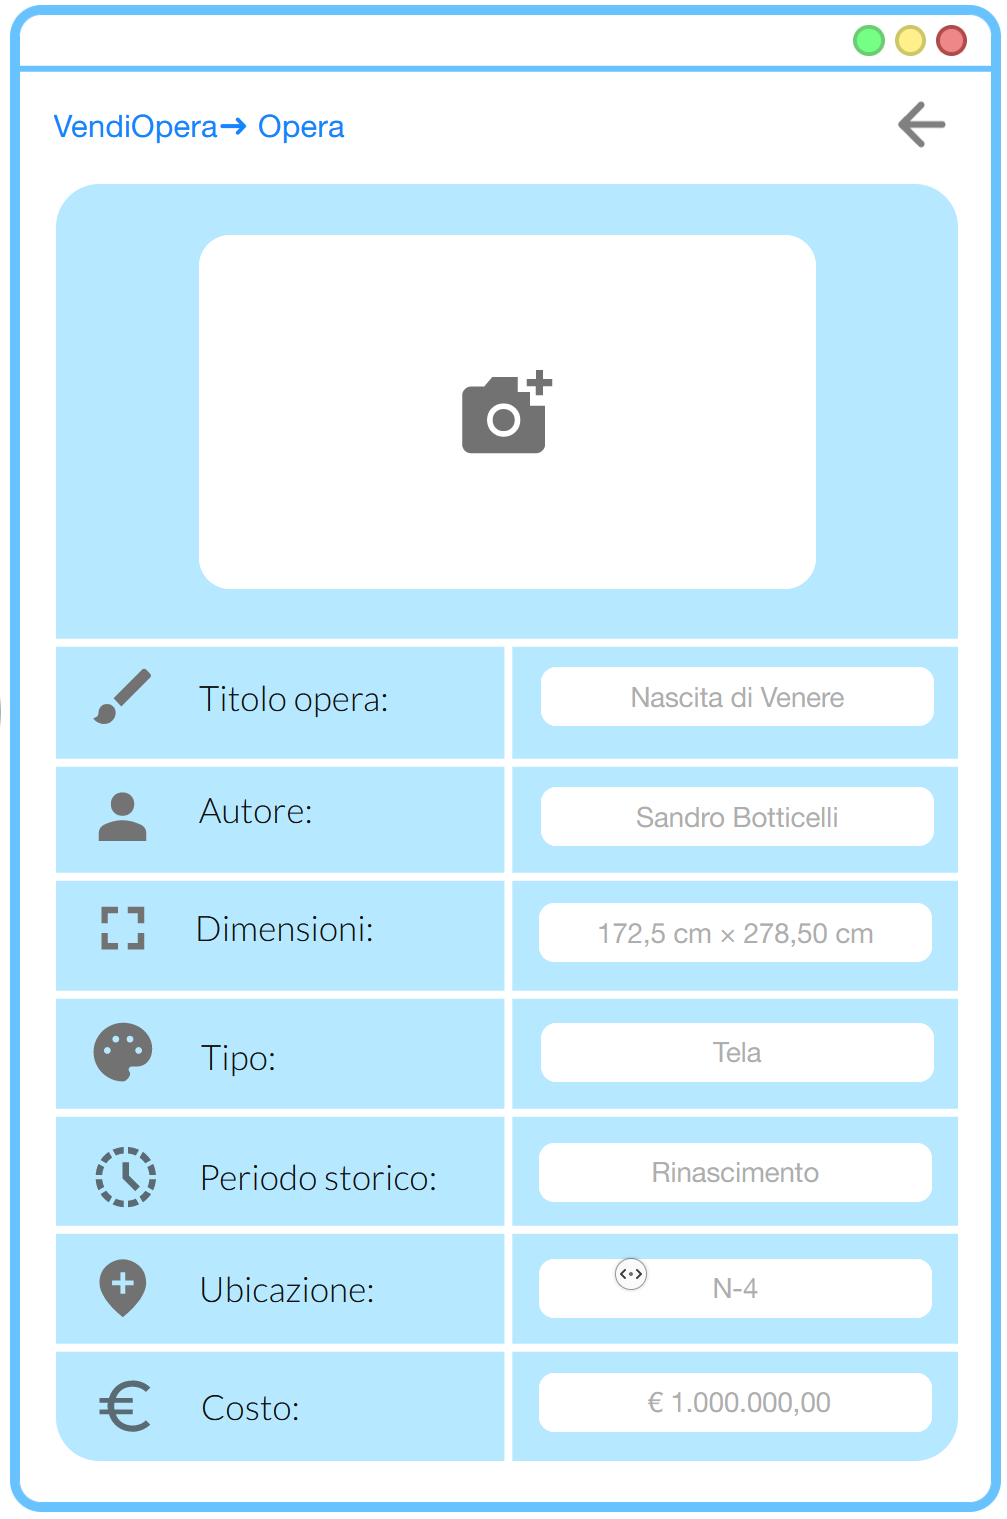 VendiOpera➜ Opera
Titolo opera: Nascita di Venere
Autore: Sandro Botticelli
Dimensioni: 172,5 cm × 278,50 cm
Tipo: Tela
Periodo storico: Rinascimento
Ubicazione: N-4
Costo: € 1.000.000,00